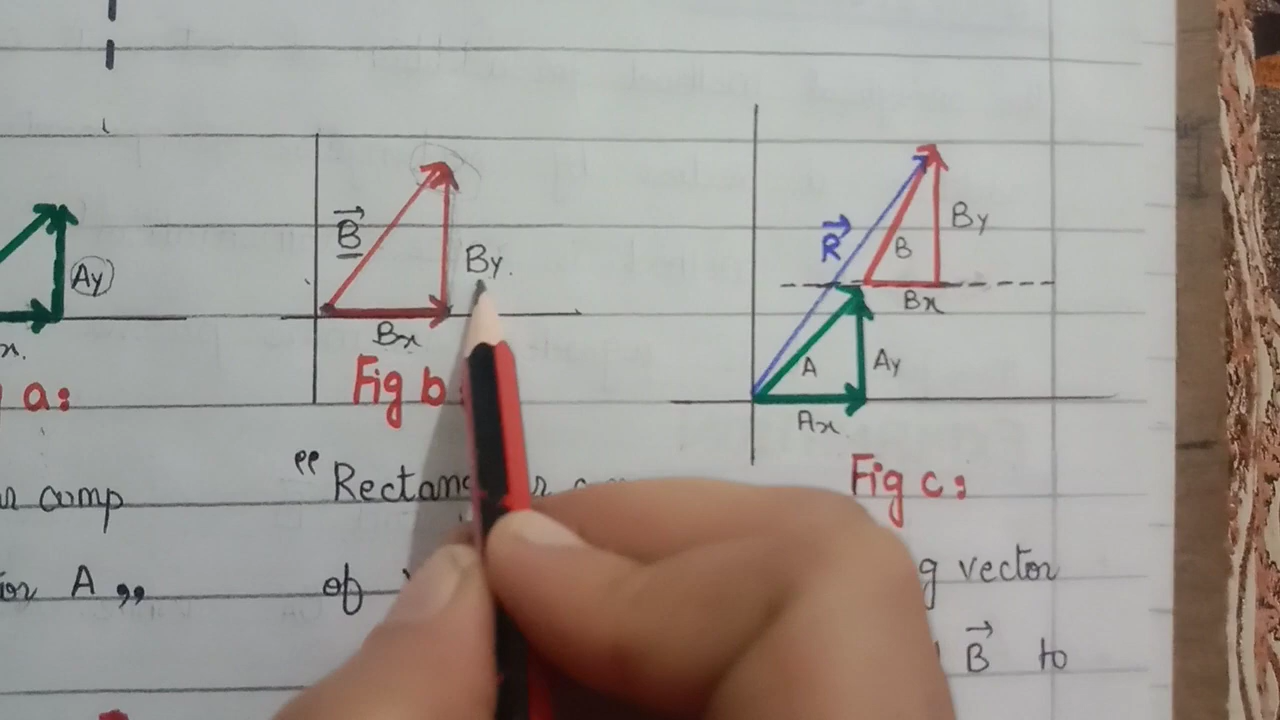 Ay
B
By.
Bx
Fig b
R
B
By
Bx
A
Ay
Ax
a:
Fig c:
comp
"Rectang
A ,,
of
vector
B to